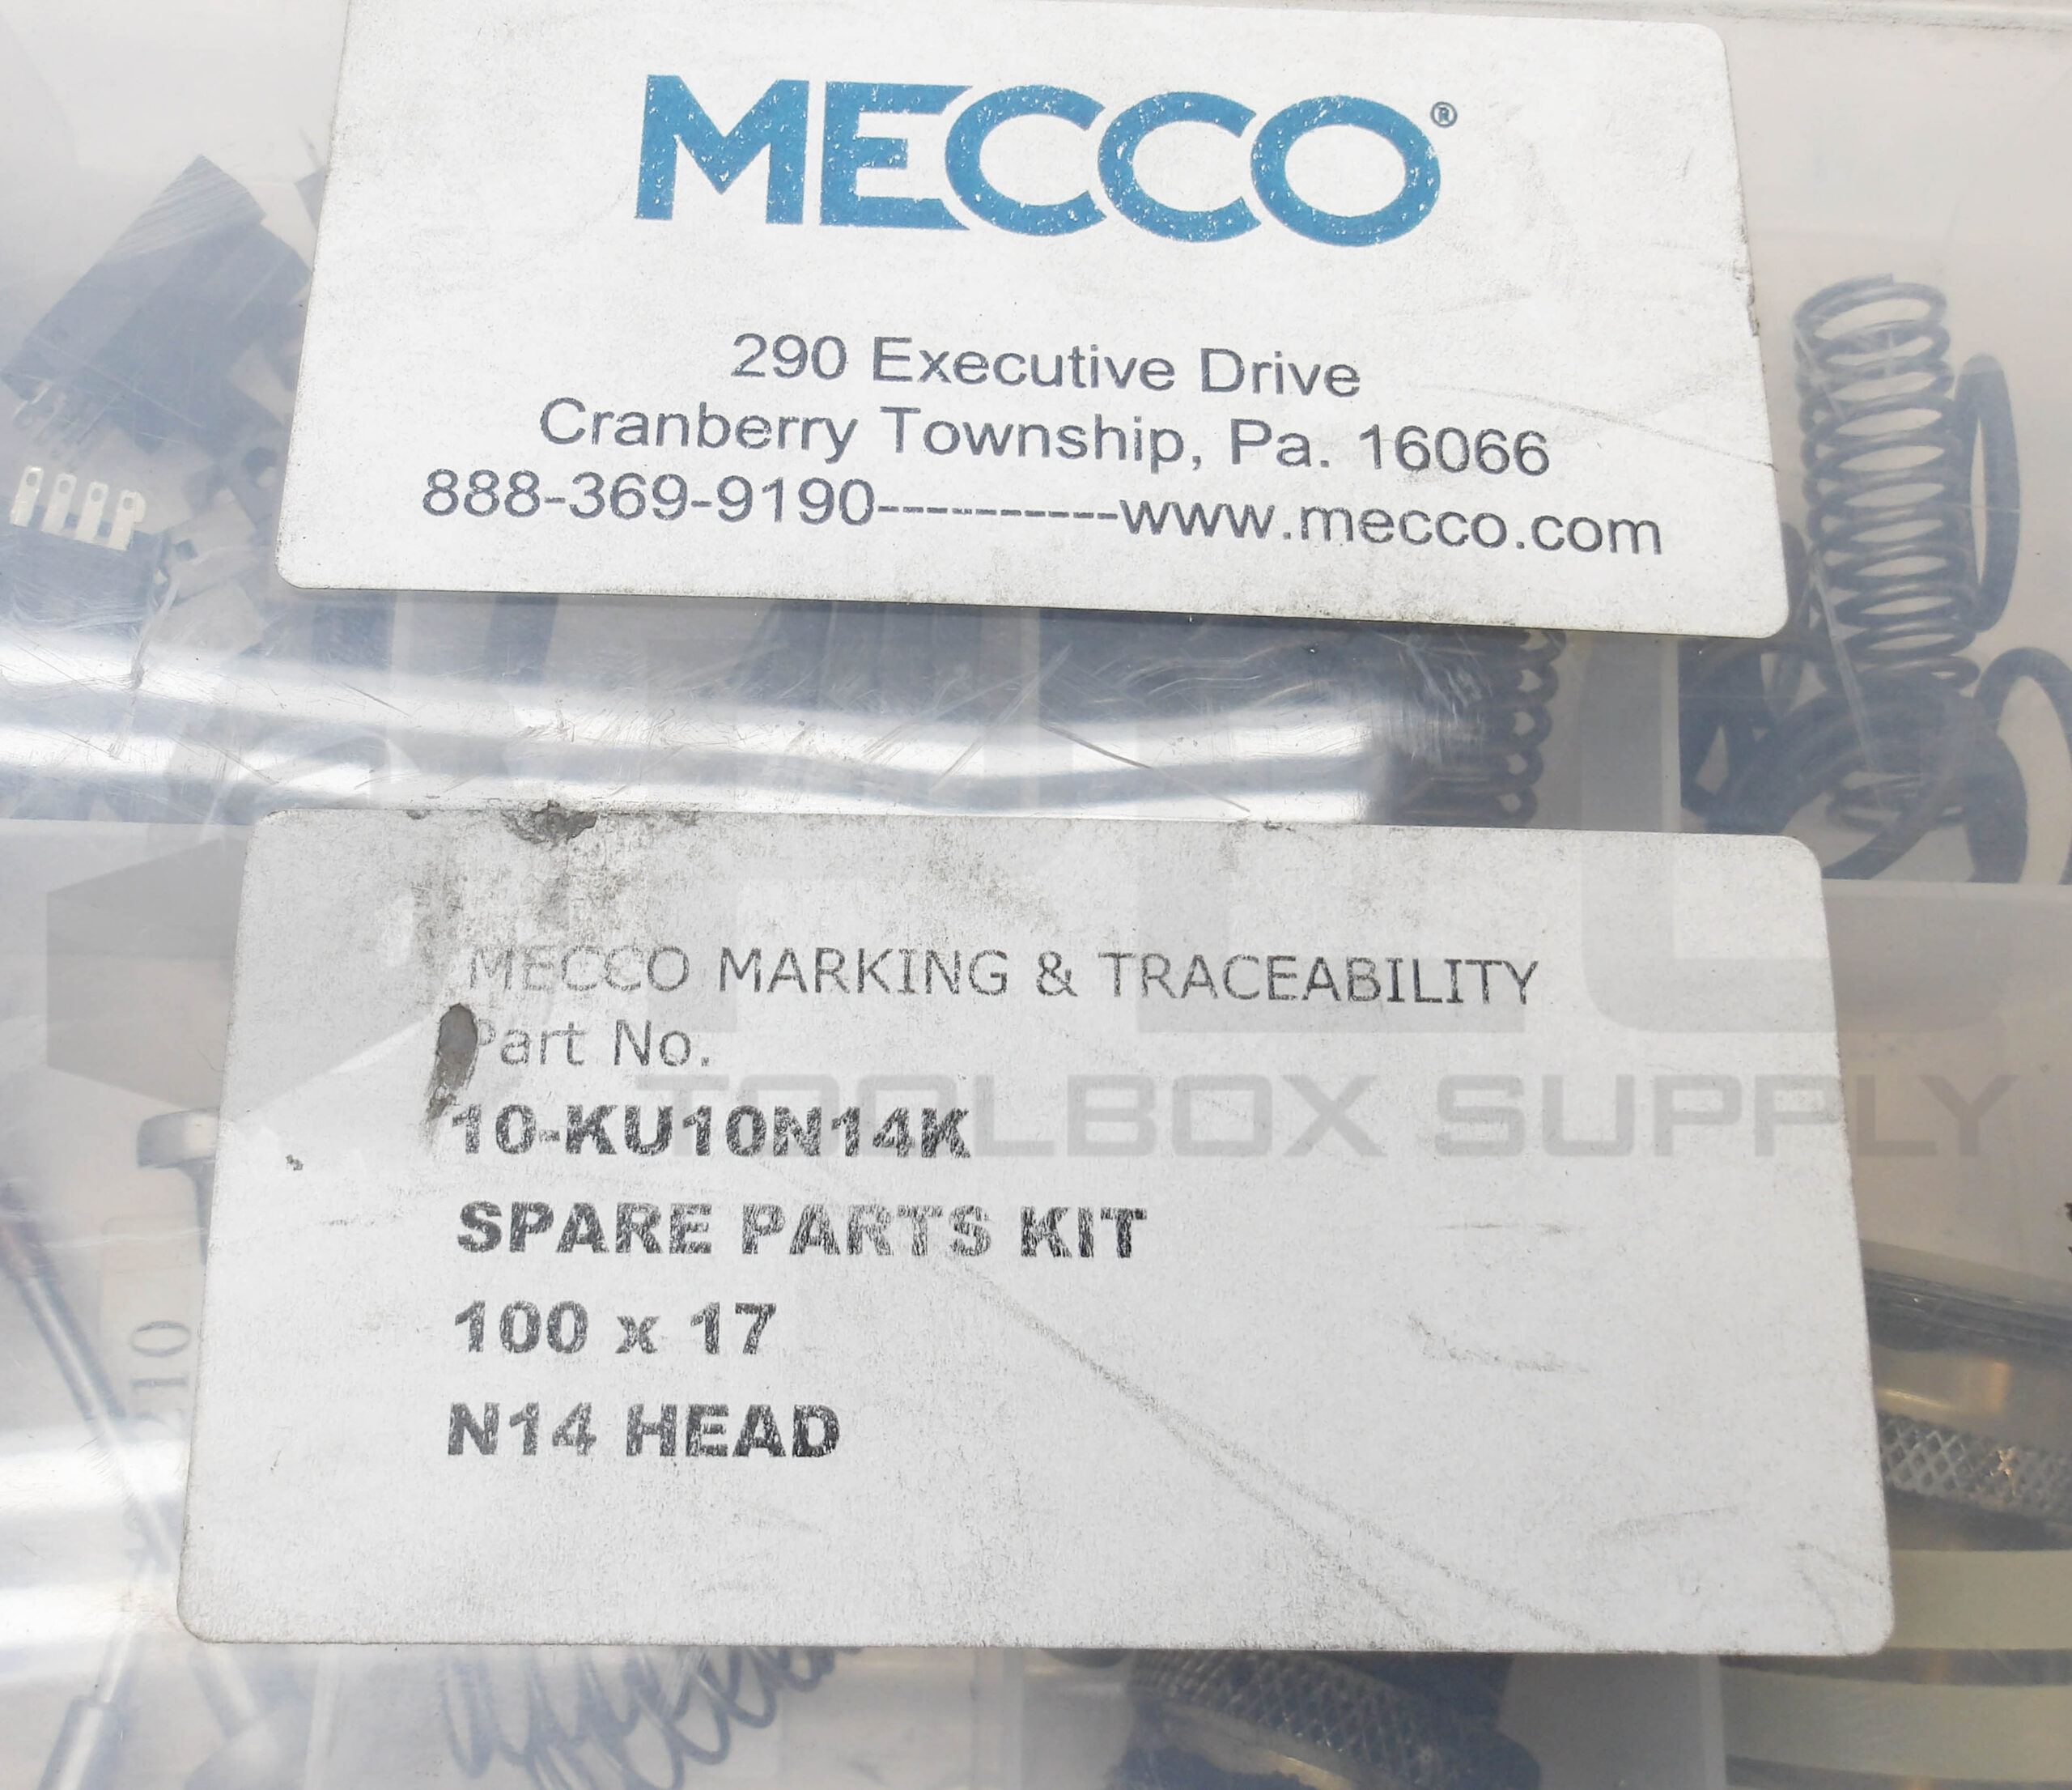 MECCO®
290 Executive Drive
Cranberry Township, Pa. 16066
888-369-9190----------www.mecco.com
MECCO MARKING & TRACEABILITY
Part No.
10-KU10N14K
TOOLBOX SUPPLY
SPARE PARTS KIT
100 x 17
N14 HEAD